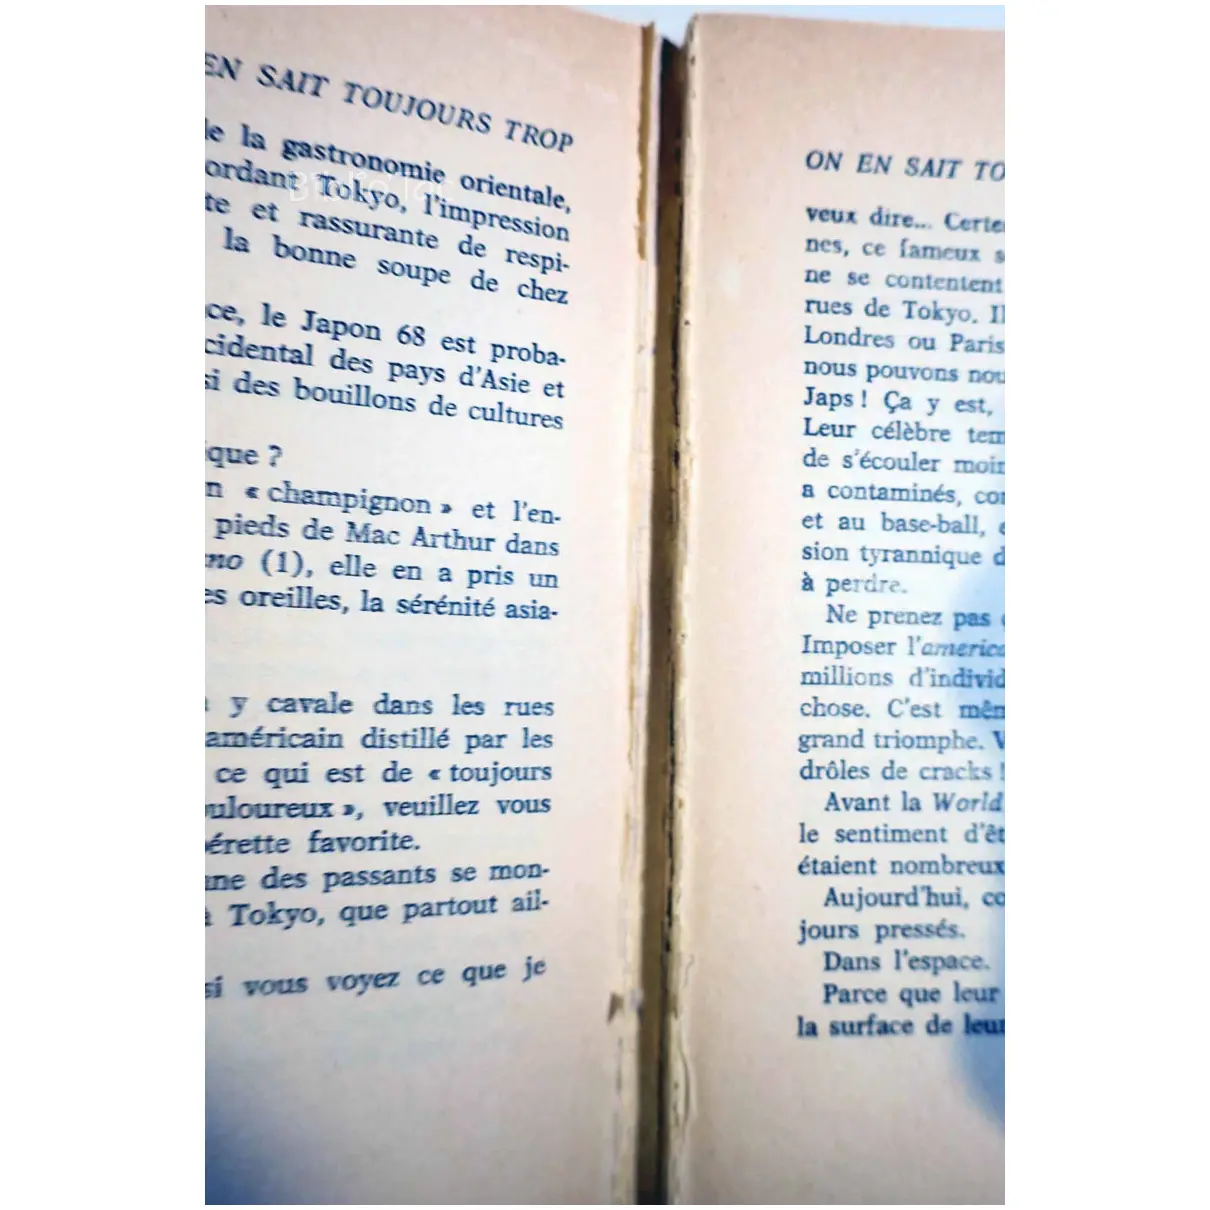 EN SAIT TOUJOURS TROP
de la gastronomie orientale,
ordant Tokyo, l'impression
te et rassurante de respi-
la bonne soupe de chez
ce, le Japon 68 est proba-
cidental des pays d'Asie et
si des bouillons de cultures
que ?
n « champignon » et l'en-
pieds de Mac Arthur dans
no (1), elle en a pris un
es oreilles, la sérénité asia-
y cavale dans les rues
américain distillé par les
ce qui est de « toujours
uloureux », veuillez vous
érette favorite.
ne des passants se mon-
à Tokyo, que partout ail-
si vous voyez ce que je
ON EN SAIT TO
veux dire... Certe
nes, ce fameux s
ne se contentent
rues de Tokyo. Il
Londres ou Paris
nous pouvons nou
Japs ! Ça y est,
Leur célèbre tem
de s'écouler moin
a contaminés, con
et au base-ball, e
sion tyrannique d
à perdre.
Ne prenez pas
Imposer l'america
millions d'individ
chose. C'est mêm
grand triomphe. V
drôles de cracks !
Avant la World
le sentiment d'êt
étaient nombreux
Aujourd'hui, co
jours pressés.
Dans l'espace.
Parce que leur
la surface de leur